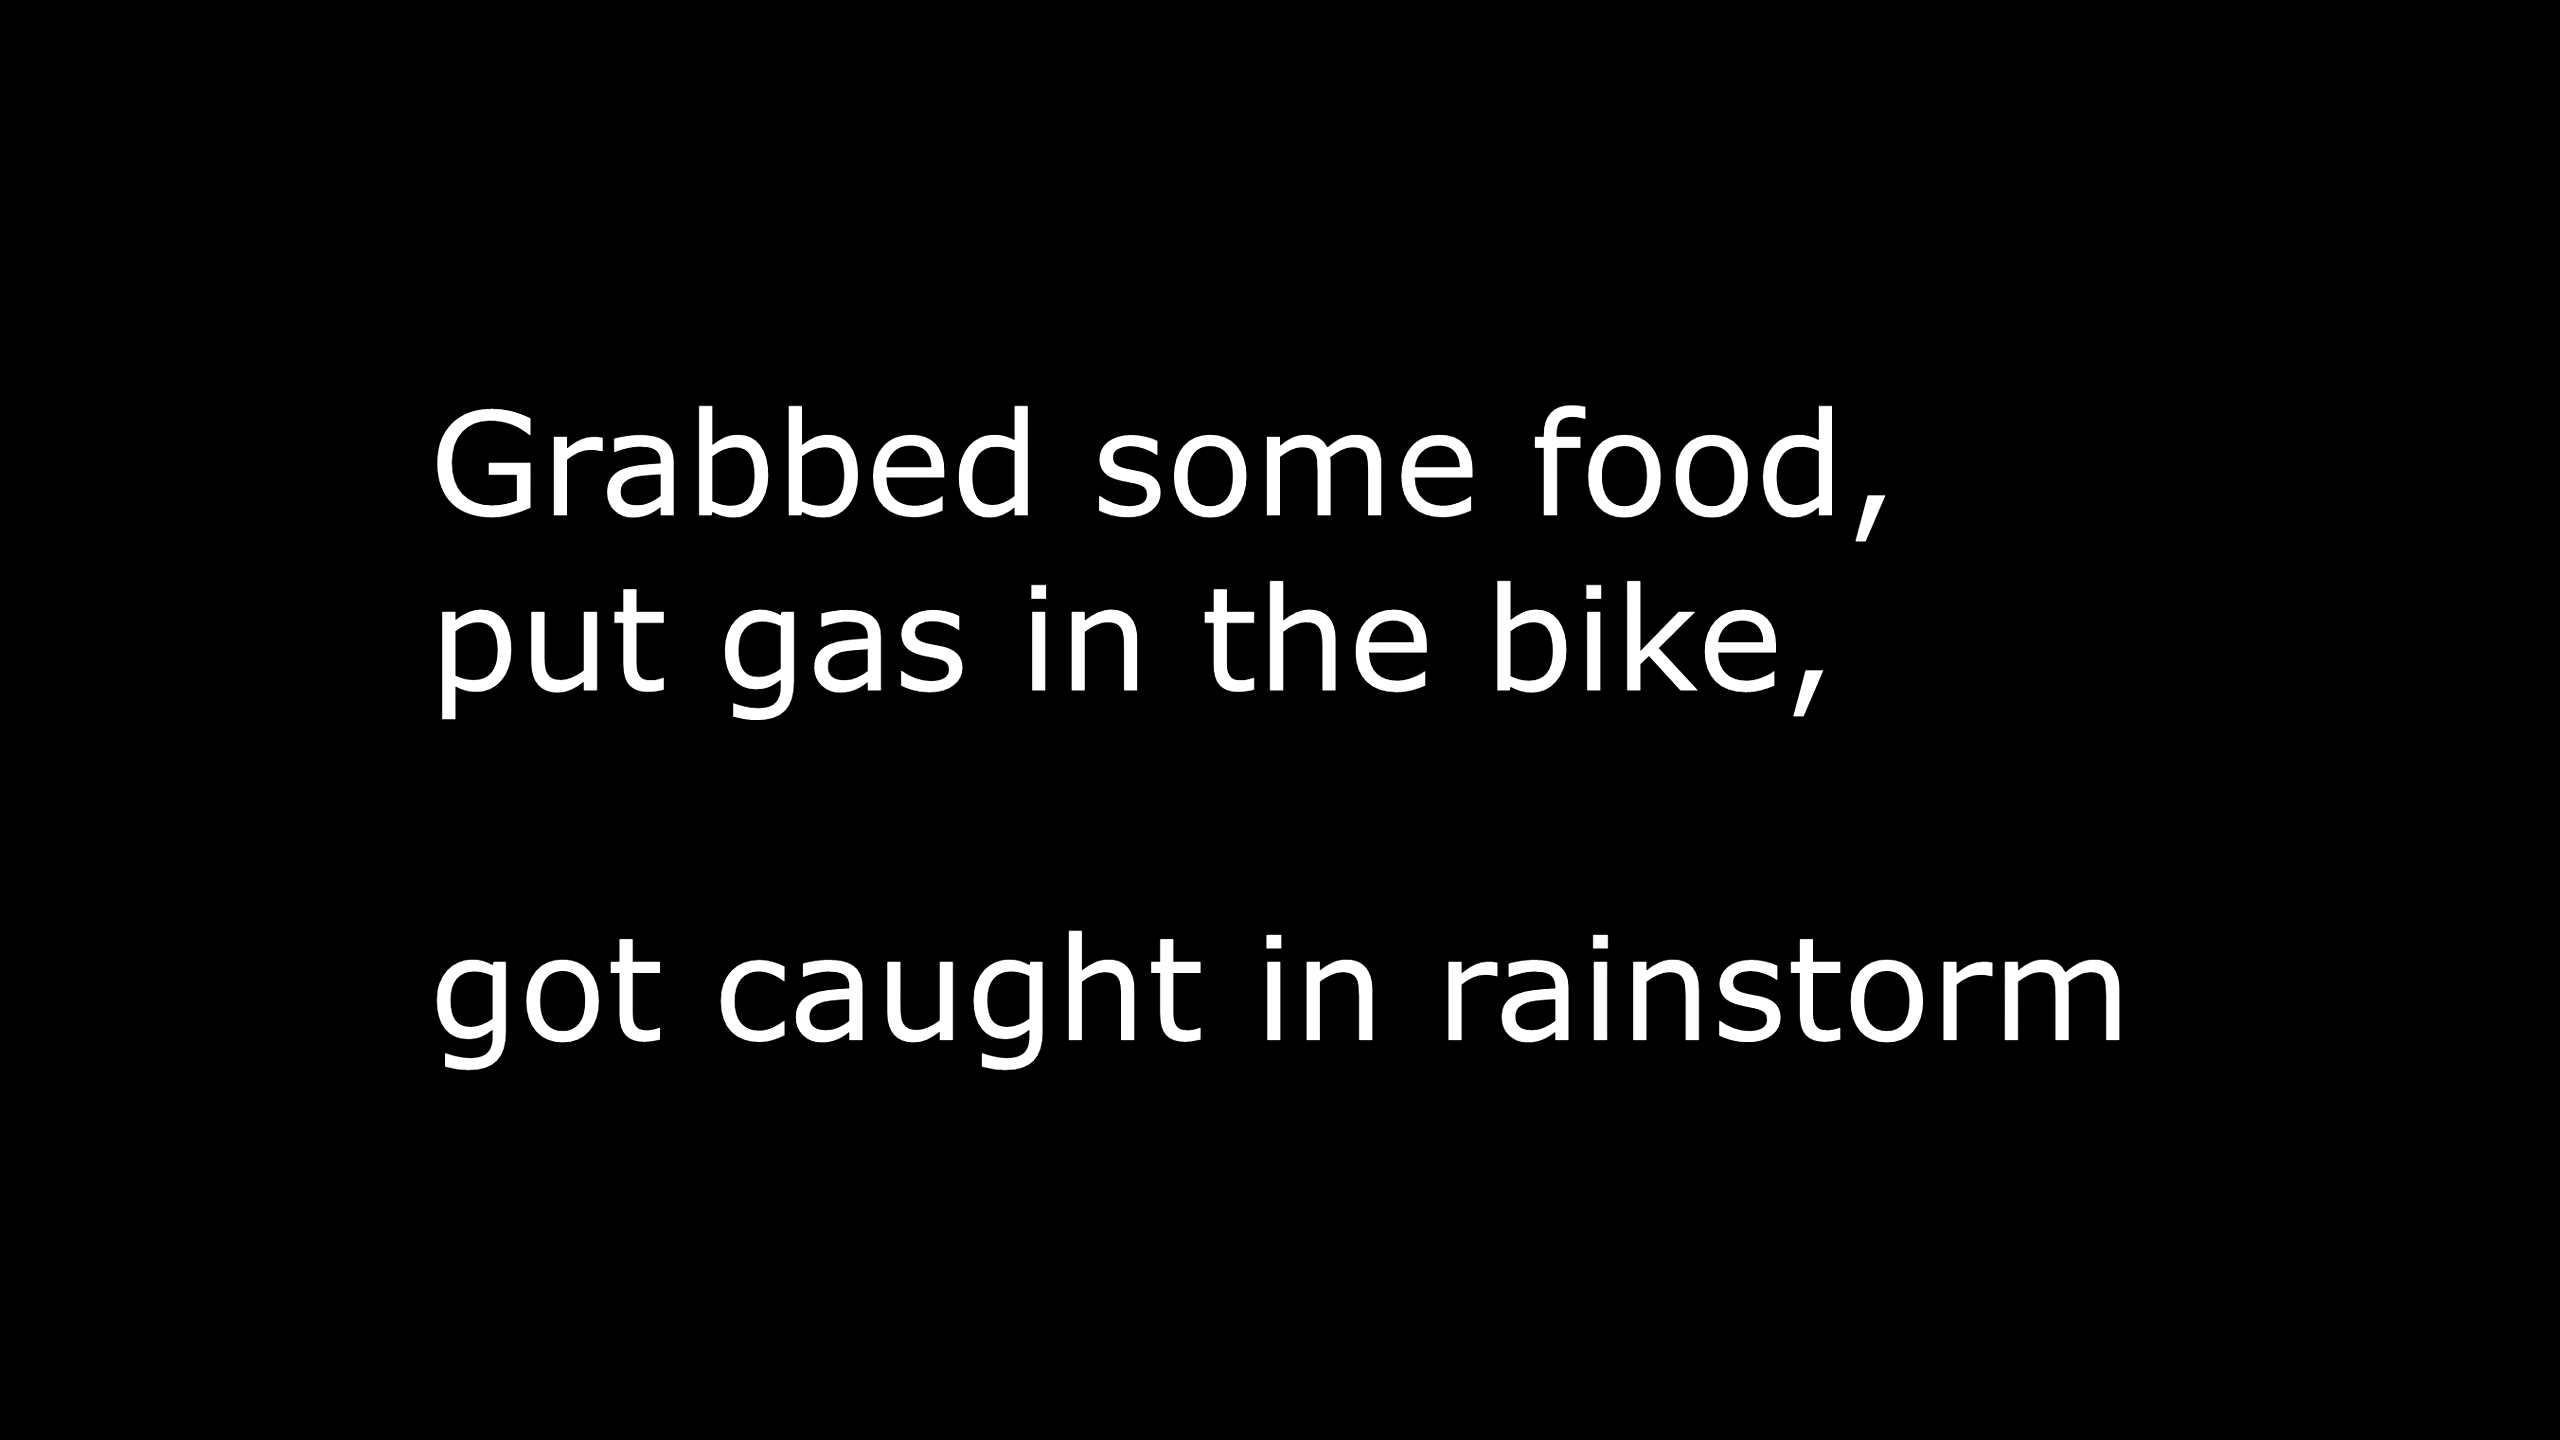 Grabbed some food,
put gas in the bike,
got caught in rainstorm